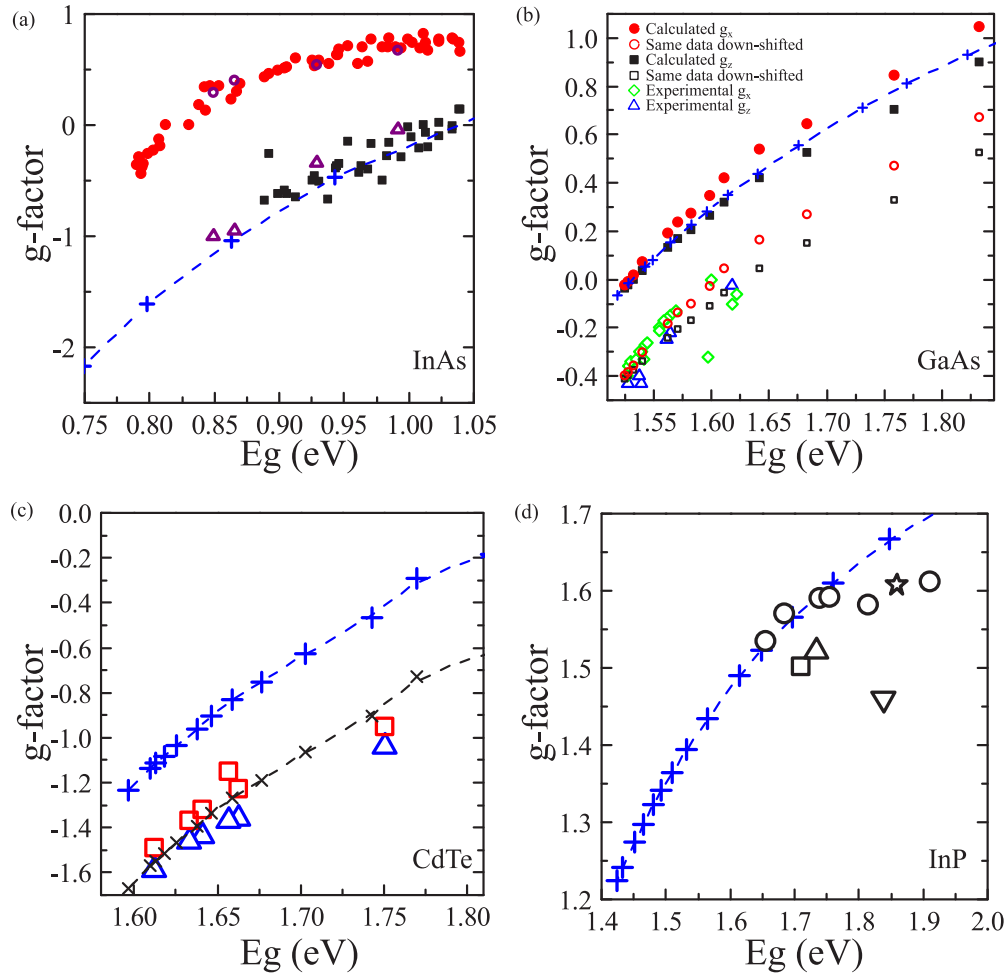 (a)
g-factor
1
0
-1
-2
InAs
0.75 0.80 0.85 0.90 0.95 1.00 1.05
Eg (eV)
(b)
Calculated gx
Same data down-shifted
Calculated gz
Same data down-shifted
Experimental gx
Experimental gz
g-factor
1.0
0.8
0.6
0.4
0.2
0.0
-0.2
-0.4
GaAs
1.55 1.60 1.65 1.70 1.75 1.80
Eg (eV)
(c)
g-factor
0.0
-0.2
-0.4
-0.6
-0.8
-1.0
-1.2
-1.4
-1.6
CdTe
1.60 1.65 1.70 1.75 1.80
Eg (eV)
(d)
g-factor
1.7
1.6
1.5
1.4
1.3
1.2
InP
1.4 1.5 1.6 1.7 1.8 1.9 2.0
Eg (eV)